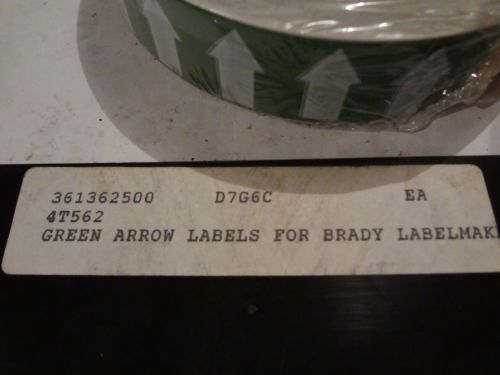 361362500 D7G6C EA
4T562
GREEN ARROW LABELS FOR BRADY LABELMAK